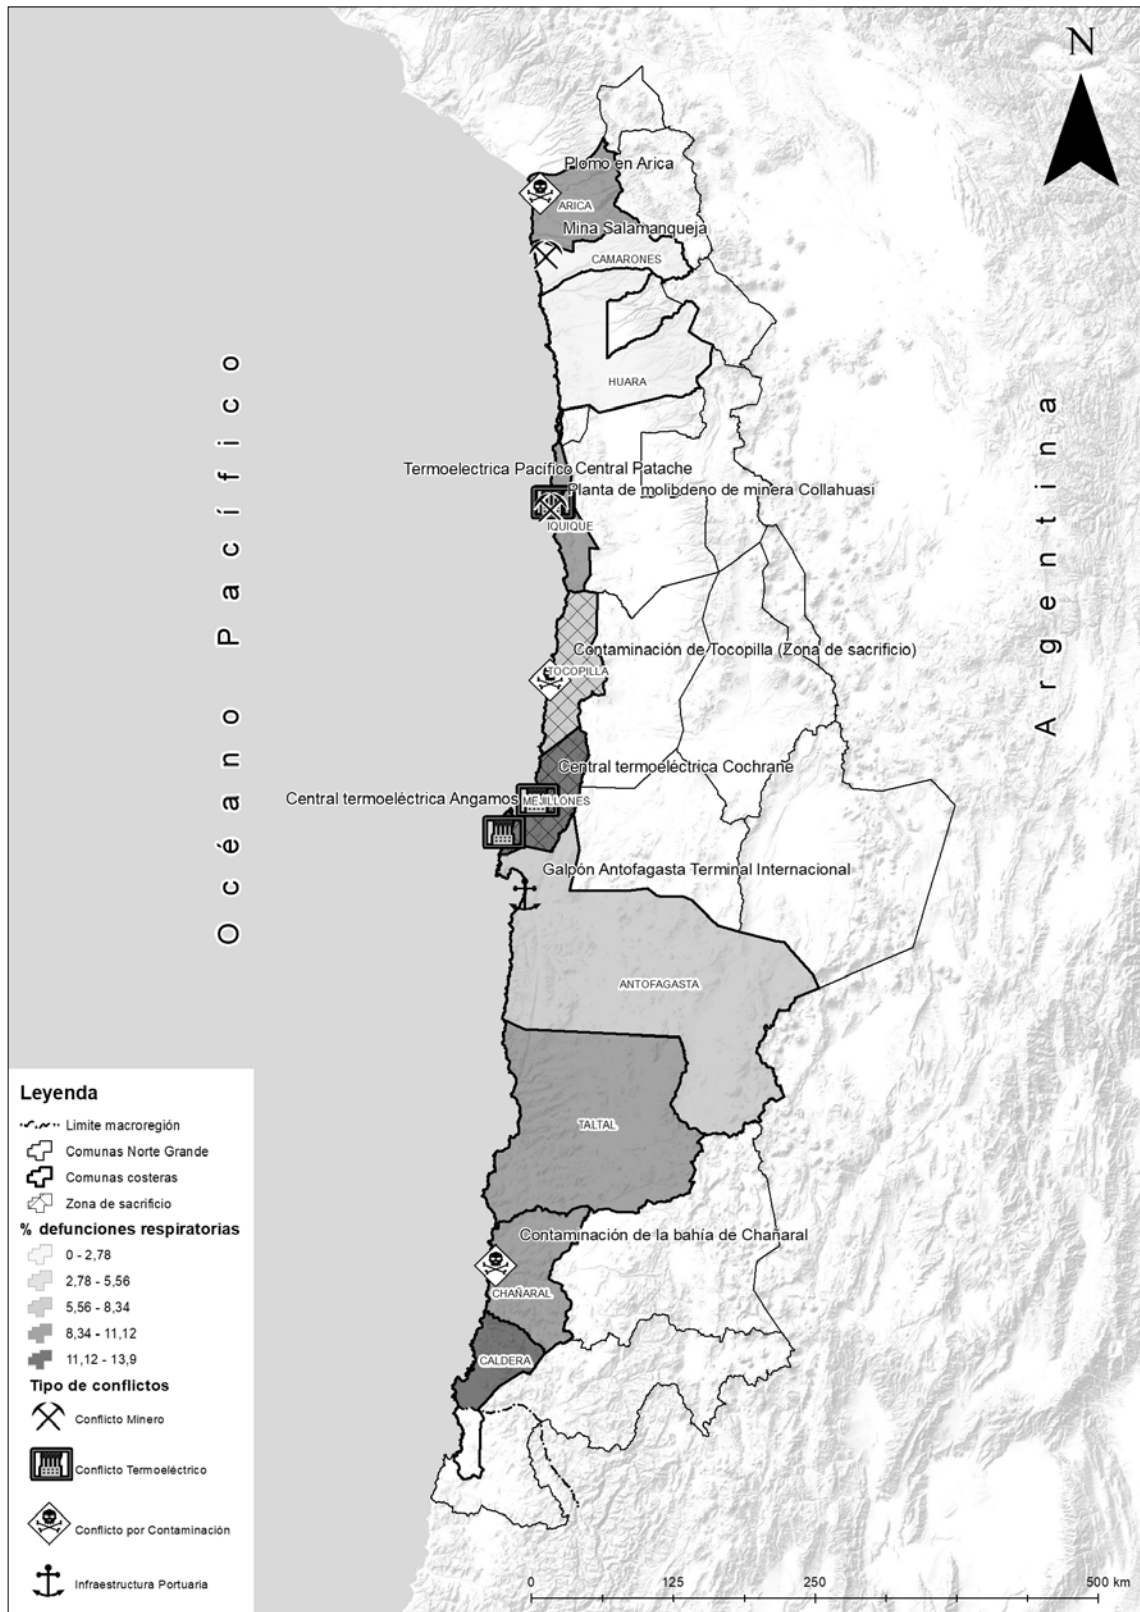 N
Plomo en Arica
ARICA
Mina Salamanqueja
CAMARONES
HUARA
Océano Pacífico
Argentina
Termoelectrica Pacífico
Central Patache
Planta de molibdeno de minera Collahuasi
IQUIQUE
Contaminación de Tocopilla (Zona de sacrificio)
TOCOPILLA
Central termoeléctrica Cochrane
Central termoeléctrica Angamos
MEJILLONES
Galpón Antofagasta Terminal Internacional
ANTOFAGASTA
TALTAL
Contaminación de la bahía de Chañaral
CHAÑARAL
CALDERA
Leyenda
Limite macroregión
Comunas Norte Grande
Comunas costeras
Zona de sacrificio
% defunciones respiratorias
0 - 2,78
2,78 - 5,56
5,56 - 8,34
8,34 - 11,12
11,12 - 13,9
Tipo de conflictos
Conflicto Minero
Conflicto Termoeléctrico
Conflicto por Contaminación
Infraestructura Portuaria
0 125 250 500 km